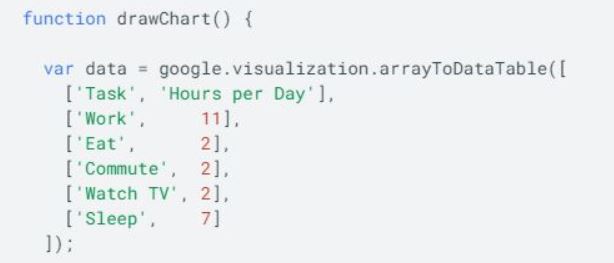 function drawChart() {
var data = google.visualization.arrayToDataTable([
['Task', 'Hours per Day'],
['Work',     11],
['Eat',      2],
['Commute',  2],
['Watch TV', 2],
['Sleep',    7]
]);